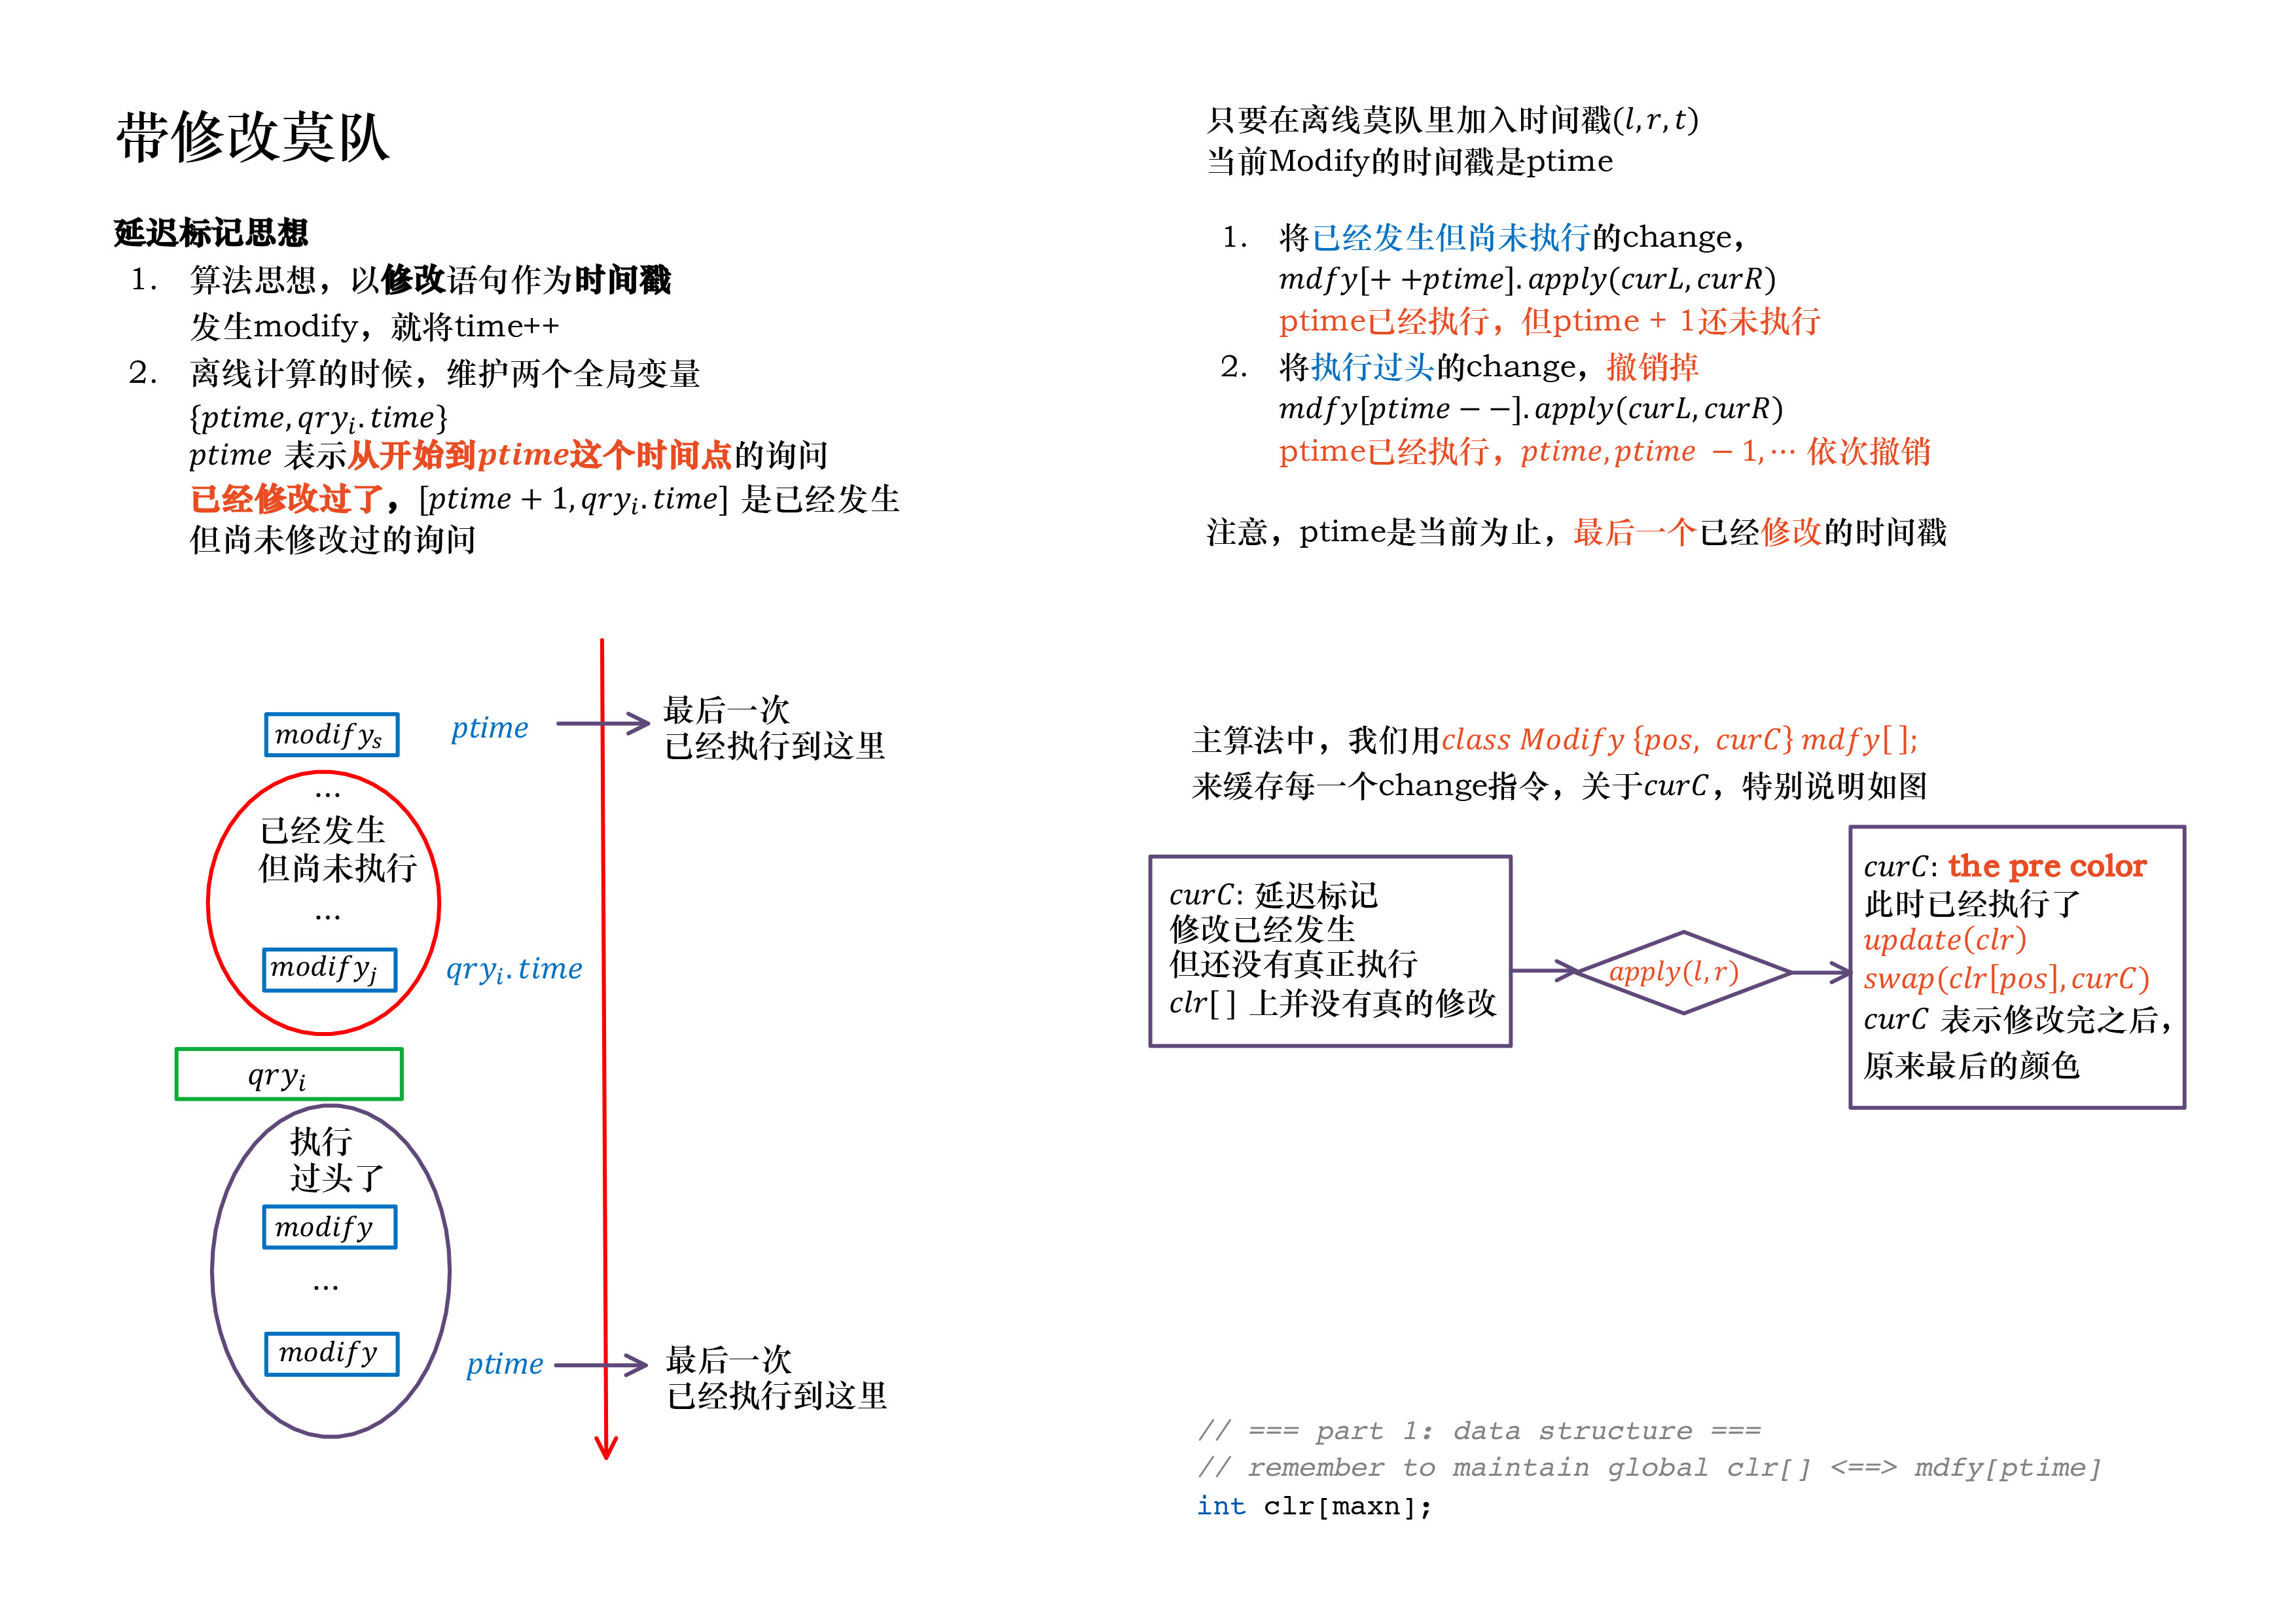 带修改莫队
延迟标记思想
1. 算法思想，以修改语句作为时间戳
发生modify，就将time++
2. 离线计算的时候，维护两个全局变量
{ptime, qryᵢ.time}
ptime 表示从开始到ptime这个时间点的询问
已经修改过了，[ptime + 1, qryᵢ.time] 是已经发生
但尚未修改过的询问
modifyₛ
ptime
最后一次
已经执行到这里
...
已经发生
但尚未执行
...
modifyⱼ
qryᵢ.time
qryᵢ
执行
过头了
modify
...
modify
ptime
最后一次
已经执行到这里
只要在离线莫队里加入时间戳(l, r, t)
当前Modify的时间戳是ptime
1. 将已经发生但尚未执行的change，
mdfy[+ +ptime].apply(curL, curR)
ptime已经执行，但ptime + 1还未执行
2. 将执行过头的change，撤销掉
mdfy[ptime − −].apply(curL, curR)
ptime已经执行，ptime, ptime − 1, ⋯ 依次撤销
注意，ptime是当前为止，最后一个已经修改的时间戳
主算法中，我们用class Modify {pos, curC} mdfy[ ];
来缓存每一个change指令，关于curC，特别说明如图
curC: 延迟标记
修改已经发生
但还没有真正执行
clr[ ] 上并没有真的修改
apply(l, r)
curC: the pre color
此时已经执行了
update(clr)
swap(clr[pos], curC)
curC 表示修改完之后，
原来最后的颜色
// === part 1: data structure ===
// remember to maintain global clr[] <==> mdfy[ptime]
int clr[maxn];